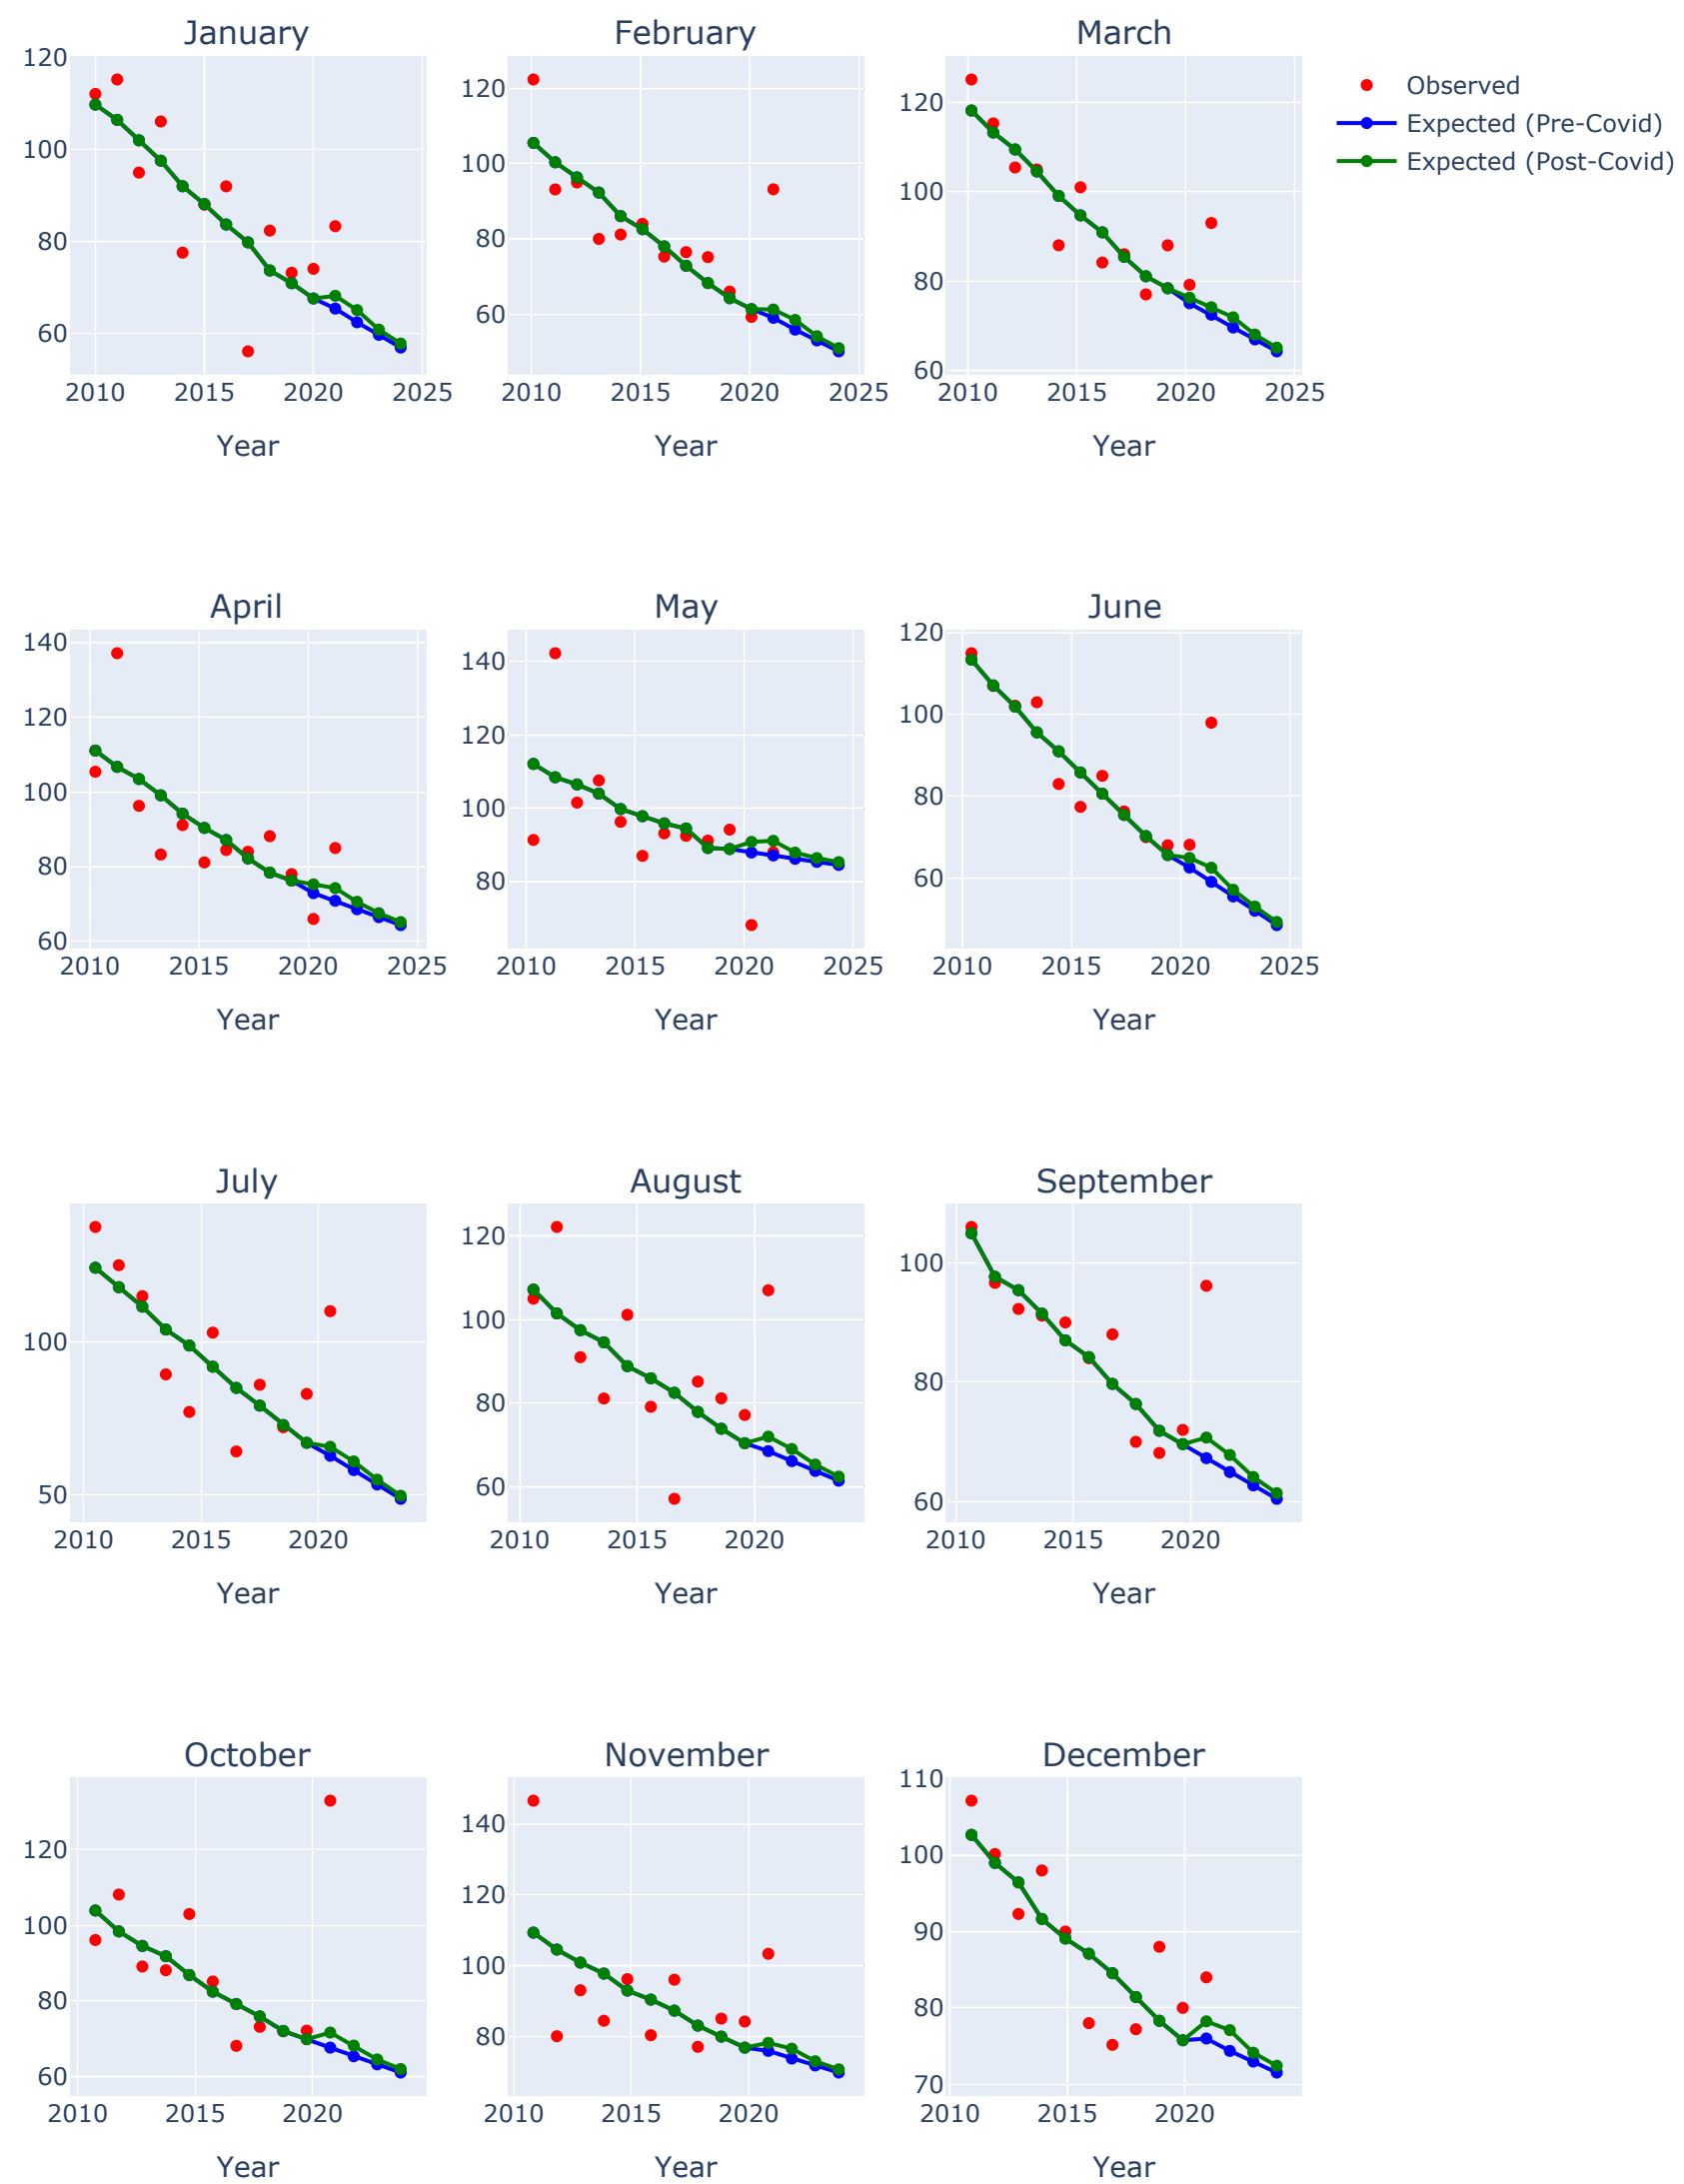 January February March
120
100
80
60
2010 2015 2020 2025
Year
120
100
80
60
2010 2015 2020 2025
Year
120
100
80
60
2010 2015 2020 2025
Year
Observed
Expected (Pre-Covid)
Expected (Post-Covid)
April May June
140
120
100
80
60
2010 2015 2020 2025
Year
140
120
100
80
2010 2015 2020 2025
Year
120
100
80
60
2010 2015 2020 2025
Year
July August September
100
50
2010 2015 2020
Year
120
100
80
60
2010 2015 2020
Year
100
80
60
2010 2015 2020
Year
October November December
120
100
80
60
2010 2015 2020
Year
140
120
100
80
2010 2015 2020
Year
110
100
90
80
70
2010 2015 2020
Year